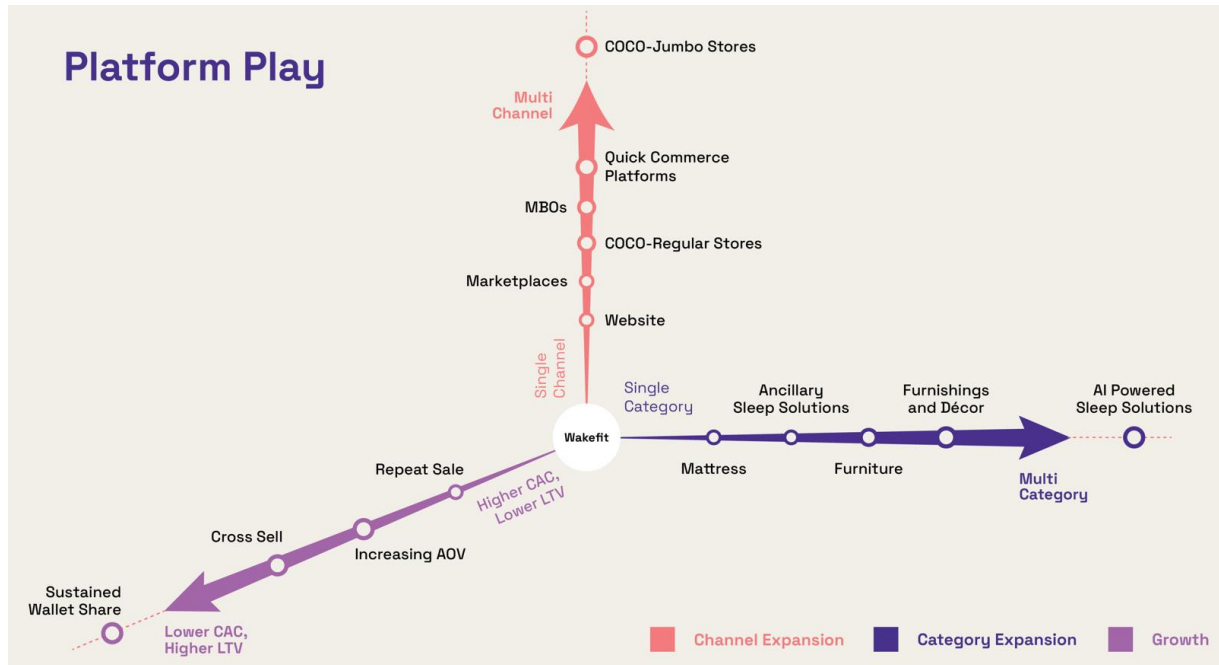 Platform Play
COCO-Jumbo Stores
Multi
Channel
Quick Commerce
Platforms
MBOs
COCO-Regular Stores
Marketplaces
Website
Single
Channel
Single
Category
Ancillary
Sleep Solutions
Furnishings
and Décor
AI Powered
Sleep Solutions
Wakefit
Mattress
Furniture
Multi
Category
Repeat Sale
Higher CAC,
Lower LTV
Cross Sell
Increasing AOV
Sustained
Wallet Share
Lower CAC,
Higher LTV
Channel Expansion
Category Expansion
Growth